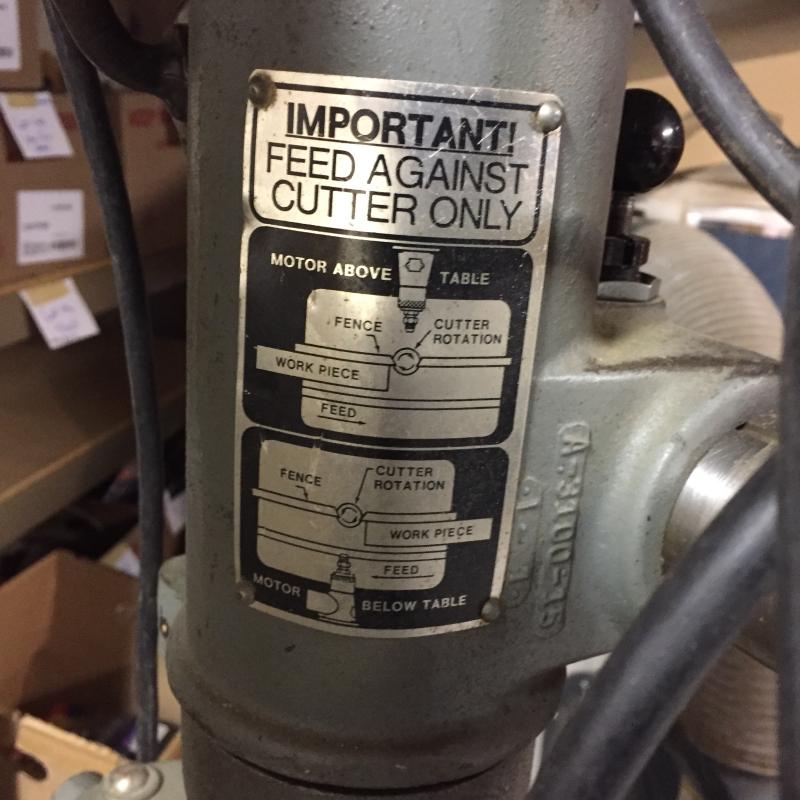 IMPORTANT!
FEED AGAINST
CUTTER ONLY
MOTOR ABOVE TABLE
FENCE
CUTTER
ROTATION
WORK PIECE
FEED
FENCE
CUTTER
ROTATION
WORK PIECE
FEED
MOTOR BELOW TABLE